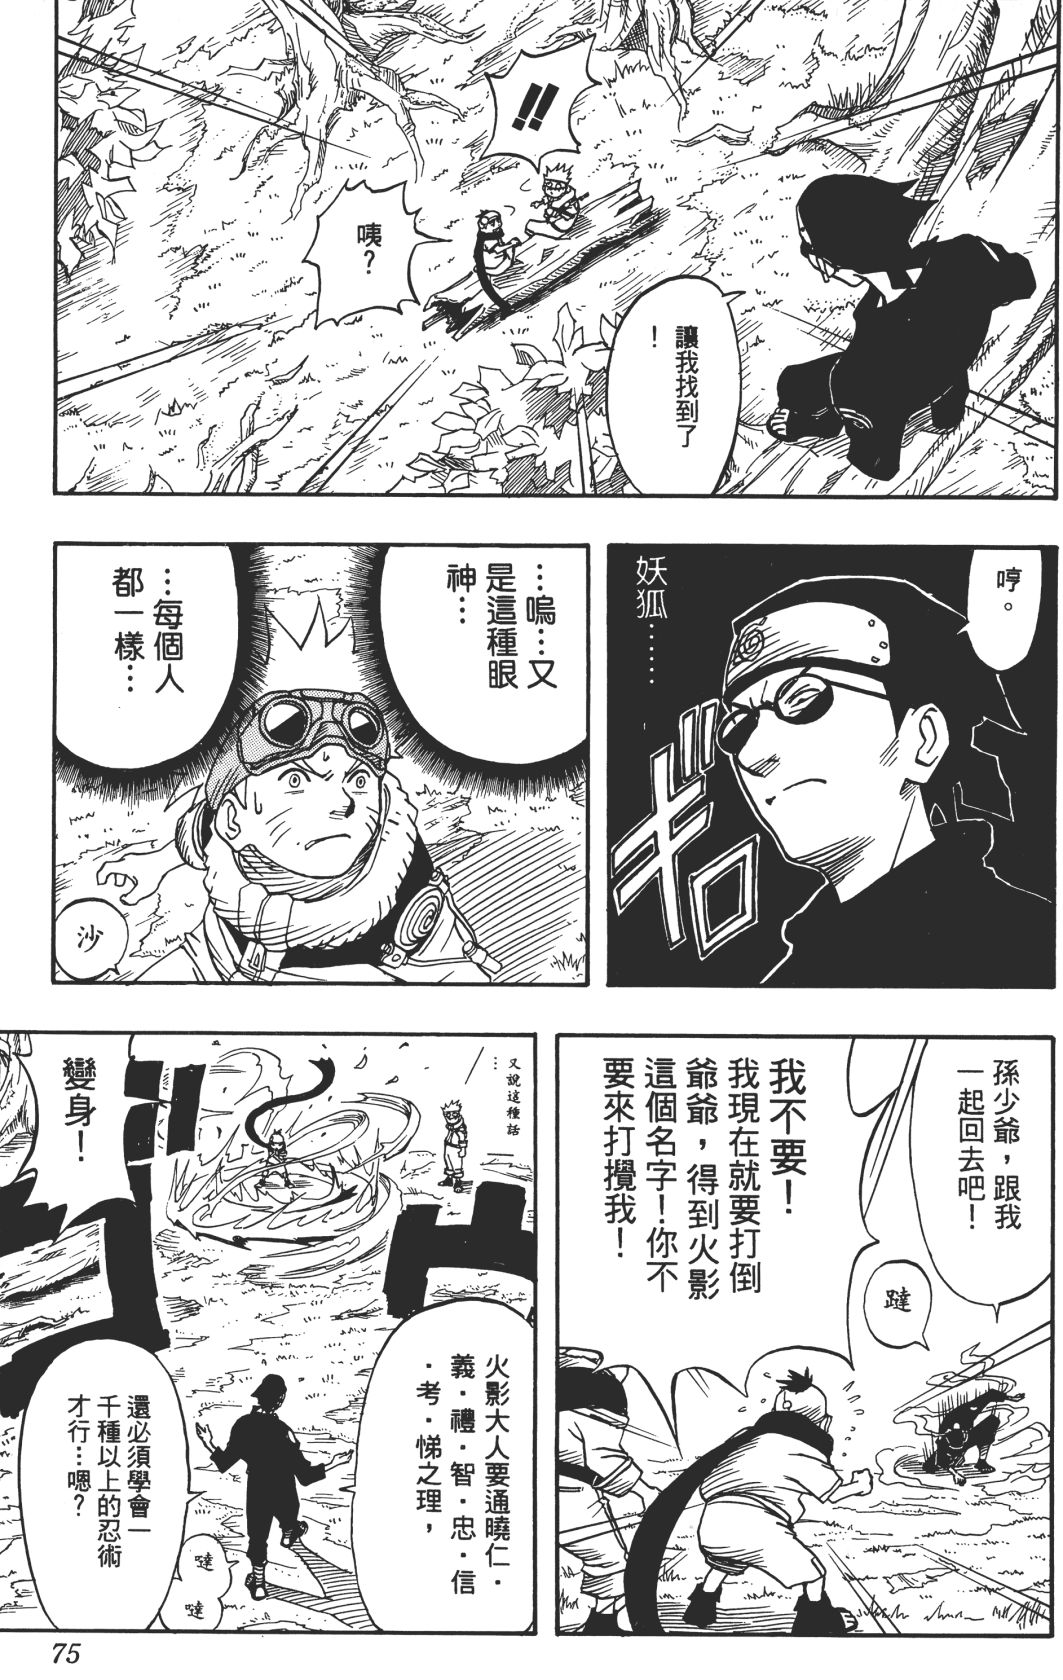 !!
讓我找到了
!
咦?
哼。
妖狐……
ギロッ
…嗚…又
是這種眼
神…
…每個人
都一樣…
沙
孫少爺,跟我
一起回去吧!
躂
我不要!
我現在就要打倒
爺爺,得到火影
這個名字!你不
要來打攪我!
又說這種話
…
變身!
火影大人要通曉仁.
義.禮.智.忠.信
.考.悌之理,
還必須學會一
千種以上的忍術
才行…嗯?
噠
噠
75